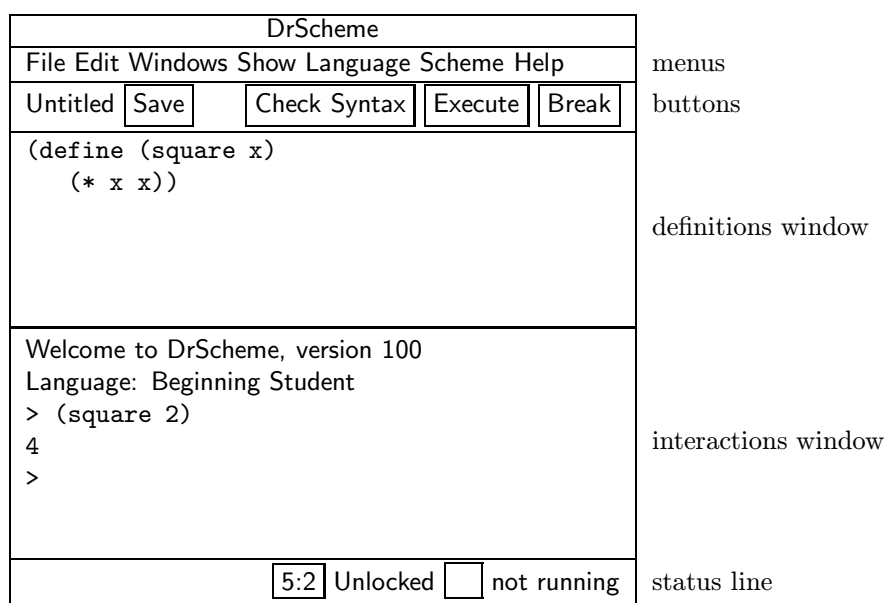 DrScheme
File Edit Windows Show Language Scheme Help
menus
Untitled Save Check Syntax Execute Break
buttons
(define (square x)
(* x x))
definitions window
Welcome to DrScheme, version 100
Language: Beginning Student
> (square 2)
4
interactions window
>
5:2 Unlocked not running
status line